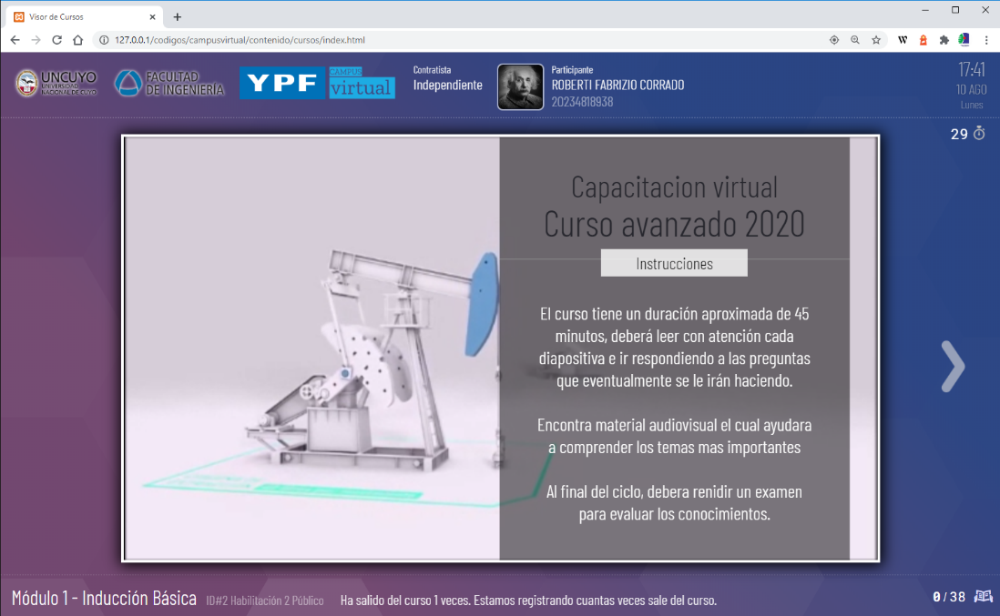 Visor de Cursos
127.0.0.1/codigos/campusvirtual/contenido/cursos/index.html
UNCUYO
UNIVERSIDAD
NACIONAL DE CUYO
FACULTAD
DE INGENIERÍA
YPF
CAMPUS
virtual
Contratista
Independiente
Participante
ROBERTI FABRIZIO CORRADO
20234818938
17:41
10 AGO
Lunes
29
Capacitacion virtual
Curso avanzado 2020
Instrucciones
El curso tiene un duración aproximada de 45
minutos, deberá leer con atención cada
diapositiva e ir respondiendo a las preguntas
que eventualmente se le irán haciendo.
Encontra material audiovisual el cual ayudara
a comprender los temas mas importantes
Al final del ciclo, debera renidir un examen
para evaluar los conocimientos.
Módulo 1 - Inducción Básica
ID#2 Habilitación 2 Público
Ha salido del curso 1 veces. Estamos registrando cuantas veces sale del curso.
0 / 38